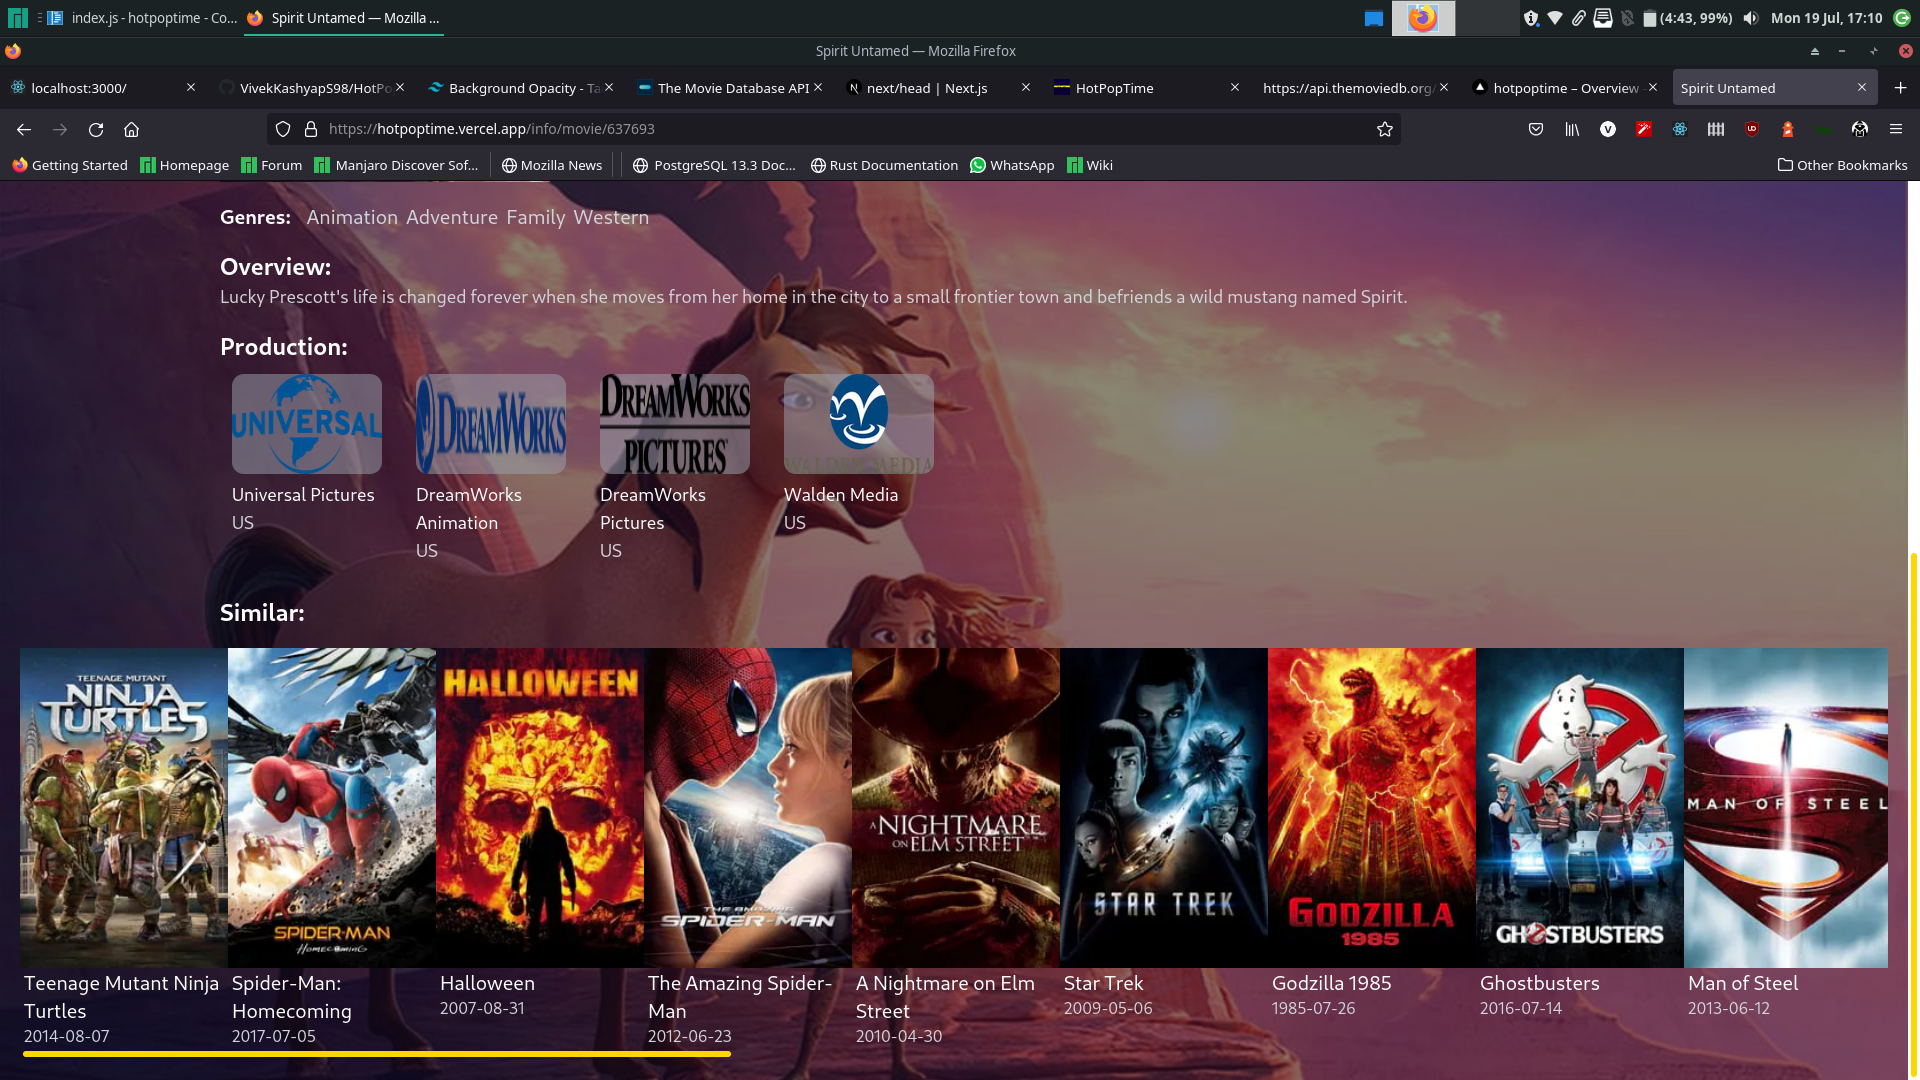 index.js - hotpoptime - Co...
Spirit Untamed — Mozilla ...
(4:43, 99%)
Mon 19 Jul, 17:10
Spirit Untamed — Mozilla Firefox
localhost:3000/
VivekKashyapS98/HotPo
Background Opacity - Ta
The Movie Database API
next/head | Next.js
HotPopTime
https://api.themoviedb.org/
hotpoptime – Overview
Spirit Untamed
https://hotpoptime.vercel.app/info/movie/637693
Getting Started
Homepage
Forum
Manjaro Discover Sof...
Mozilla News
PostgreSQL 13.3 Doc...
Rust Documentation
WhatsApp
Wiki
Other Bookmarks
Genres: Animation Adventure Family Western
Overview:
Lucky Prescott's life is changed forever when she moves from her home in the city to a small frontier town and befriends a wild mustang named Spirit.
Production:
UNIVERSAL
DREAMWORKS
DREAMWORKS
PICTURES
WALDEN MEDIA
Universal Pictures
US
DreamWorks
Animation
US
DreamWorks
Pictures
US
Walden Media
US
Similar:
TEENAGE MUTANT
NINJA
TURTLES
SPIDER-MAN
HOMECOMING
HALLOWEEN
THE AMAZING
SPIDER-MAN
A NIGHTMARE
ON ELM STREET
STAR TREK
GODZILLA
1985
GHOSTBUSTERS
MAN OF STEEL
Teenage Mutant Ninja
Turtles
2014-08-07
Spider-Man:
Homecoming
2017-07-05
Halloween
2007-08-31
The Amazing Spider-
Man
2012-06-23
A Nightmare on Elm
Street
2010-04-30
Star Trek
2009-05-06
Godzilla 1985
1985-07-26
Ghostbusters
2016-07-14
Man of Steel
2013-06-12